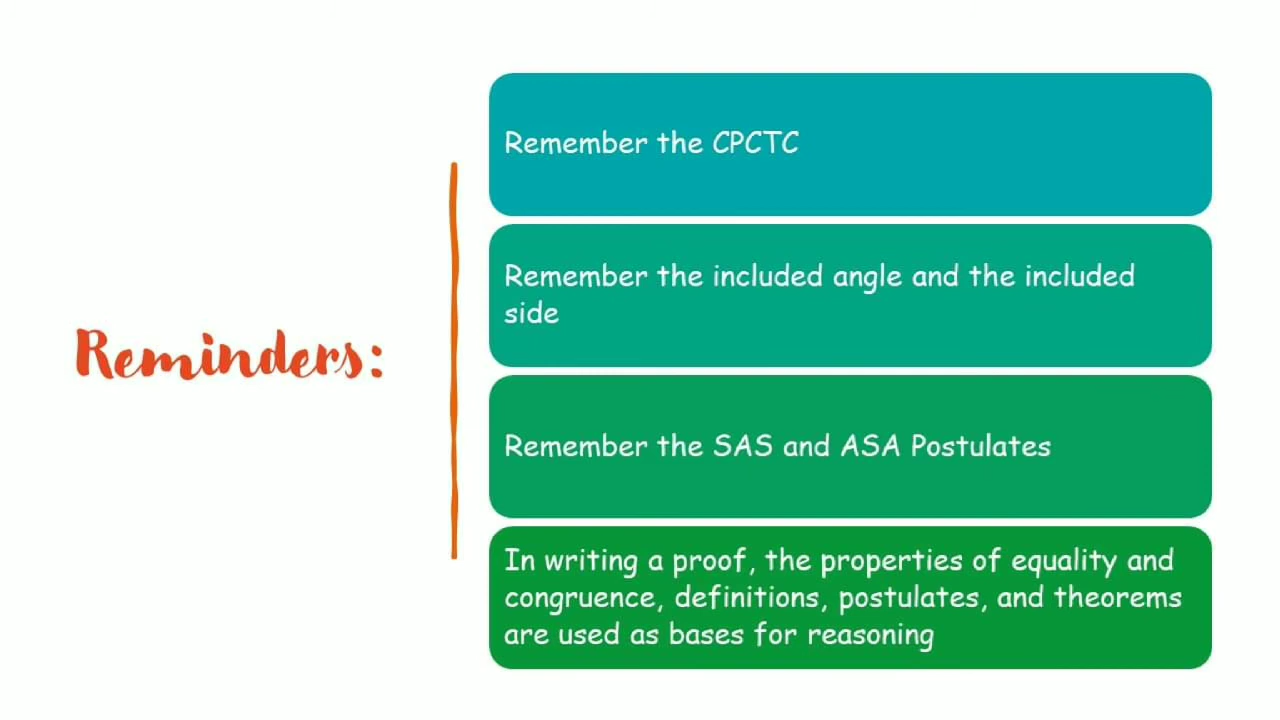 Reminders:
Remember the CPCTC
Remember the included angle and the included
side
Remember the SAS and ASA Postulates
In writing a proof, the properties of equality and
congruence, definitions, postulates, and theorems
are used as bases for reasoning